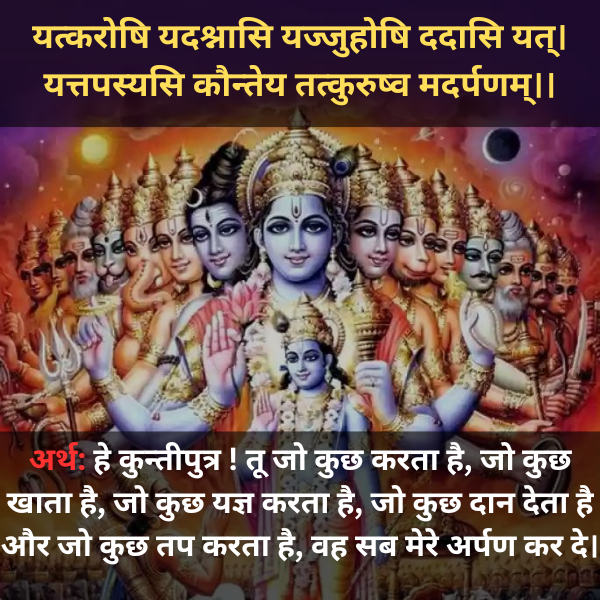 यत्करोषि यदश्नासि यज्जुहोषि ददासि यत्।
यत्तपस्यसि कौन्तेय तत्कुरुष्व मदर्पणम्।।
अर्थ: हे कुन्तीपुत्र ! तू जो कुछ करता है, जो कुछ
खाता है, जो कुछ यज्ञ करता है, जो कुछ दान देता है
और जो कुछ तप करता है, वह सब मेरे अर्पण कर दे।